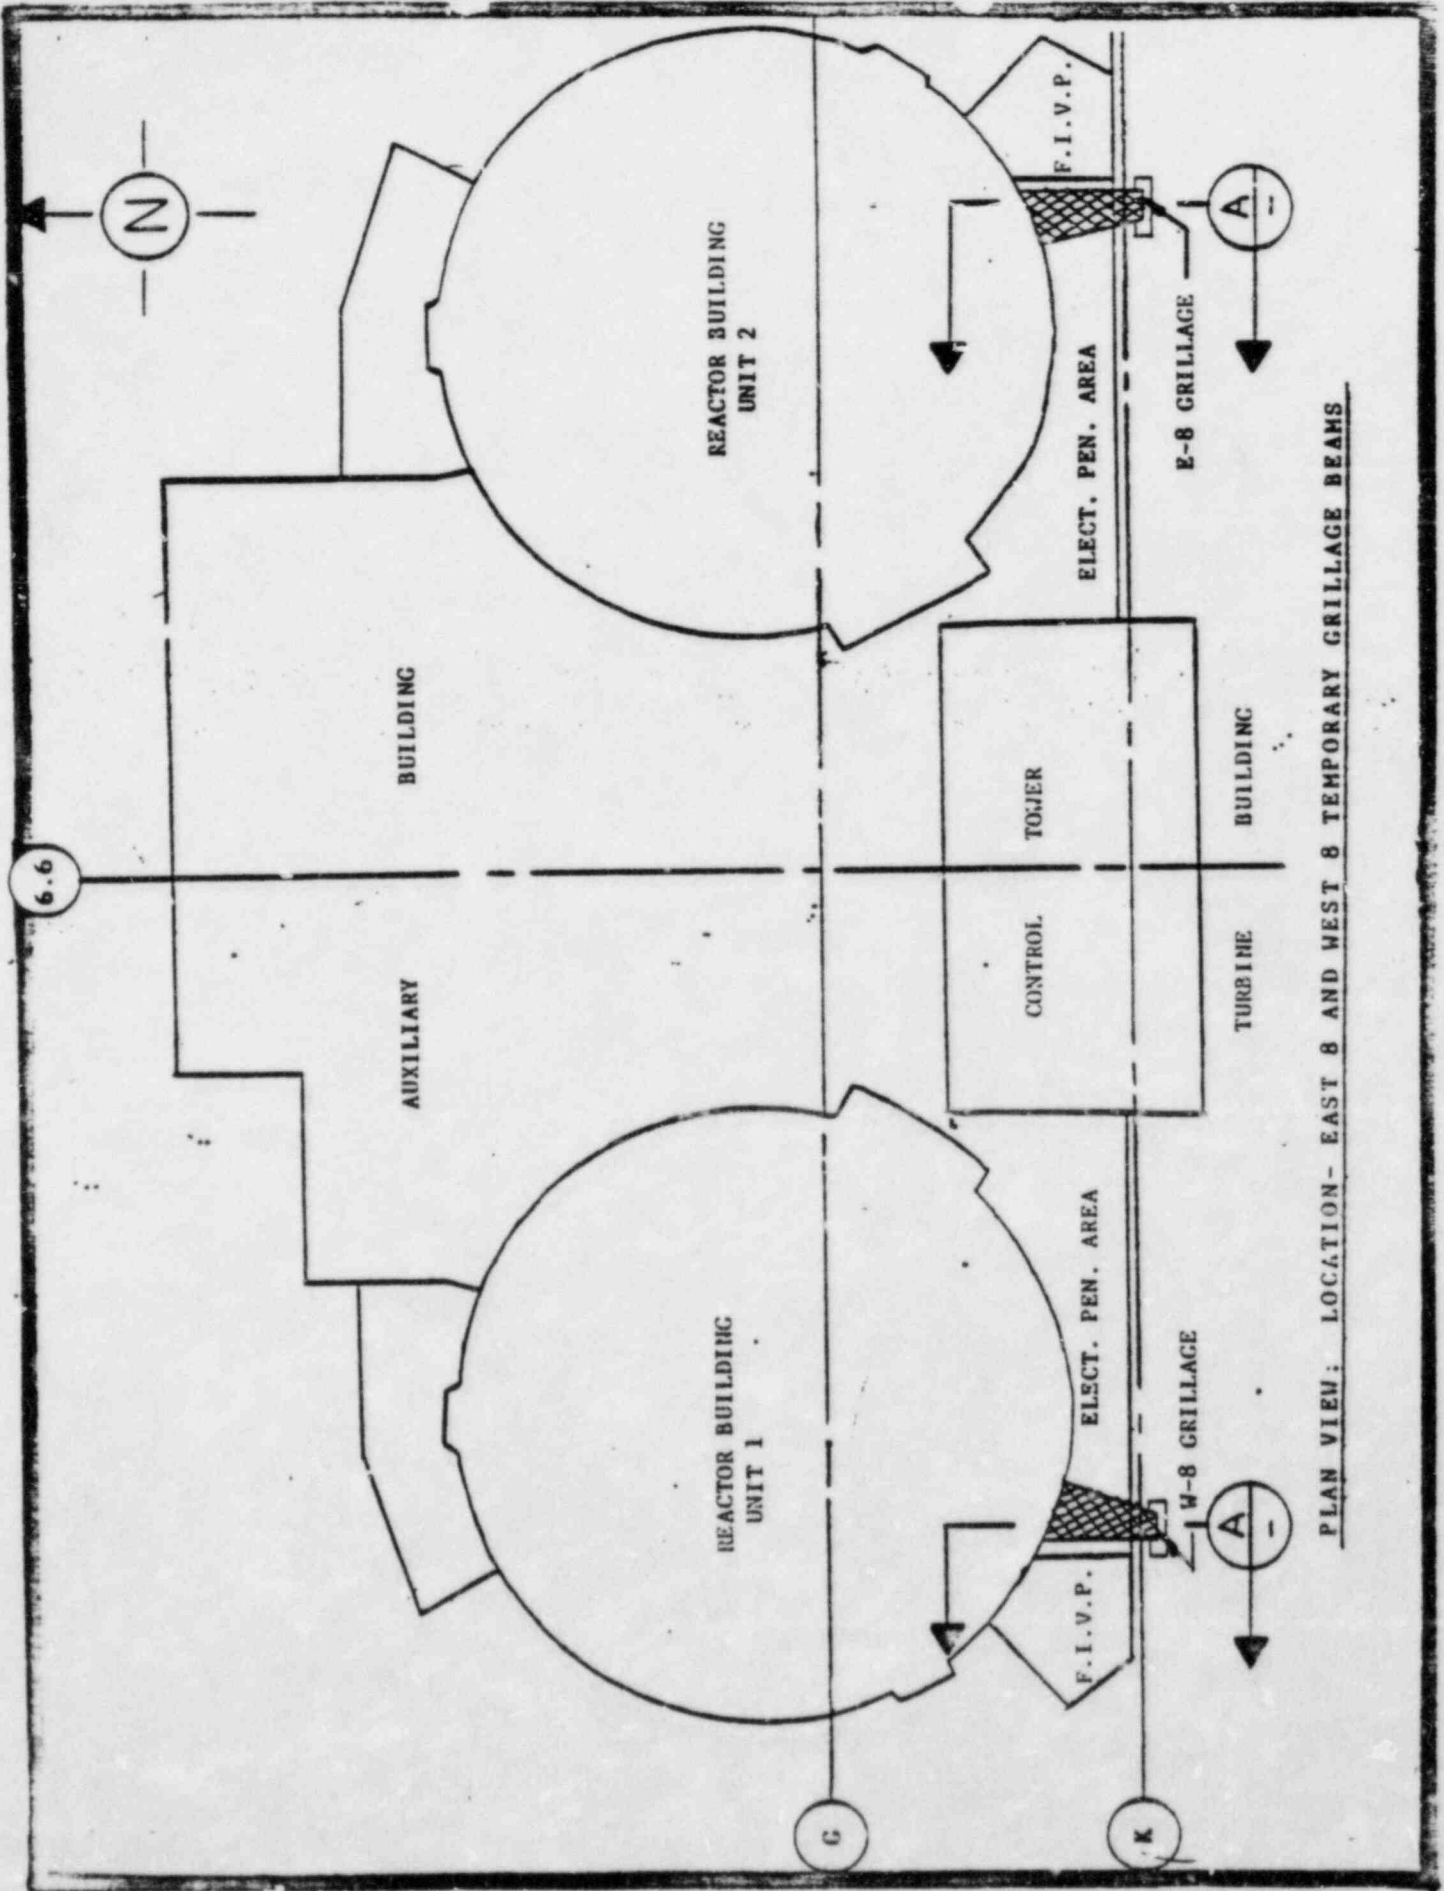 6.6
N
AUXILIARY BUILDING
REACTOR BUILDING
UNIT 1
REACTOR BUILDING
UNIT 2
G
CONTROL TOWER
F.I.V.P.
ELECT. PEN. AREA
ELECT. PEN. AREA
F.I.V.P.
K
W-8 GRILLAGE
E-8 GRILLAGE
A
-
TURBINE BUILDING
A
--
PLAN VIEW: LOCATION- EAST 8 AND WEST 8 TEMPORARY GRILLAGE BEAMS